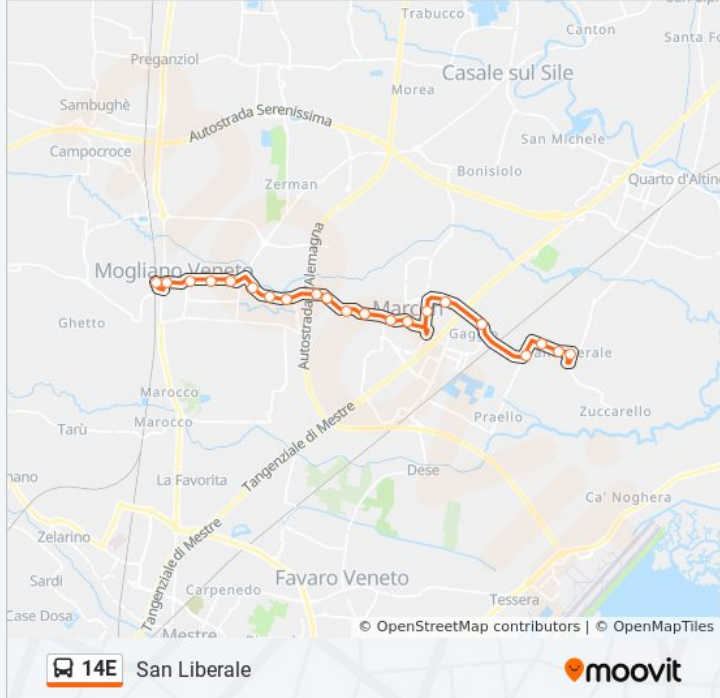 Trabucco
Canton
Santa Fo
Preganziol
Casale sul Sile
Morea
Sambughè
Autostrada Serenissima
San Michele
Campocroce
Bonisiolo
Quarto d'Altino
Zerman
Autostrada d'Alemagna
Mogliano Veneto
Marcon
Ghetto
Gaggio
San Liberale
Marocco
Praello
Zuccarello
Marocco
Tarù
Tangenziale di Mestre
Dese
La Favorita
Ca' Noghera
Zelarino
Tangenziale di Mestre
Favaro Veneto
Sardi
Carpenedo
Tessera
Case Dosa
Mestre
© OpenStreetMap contributors | © OpenMapTiles
14E San Liberale
moovit